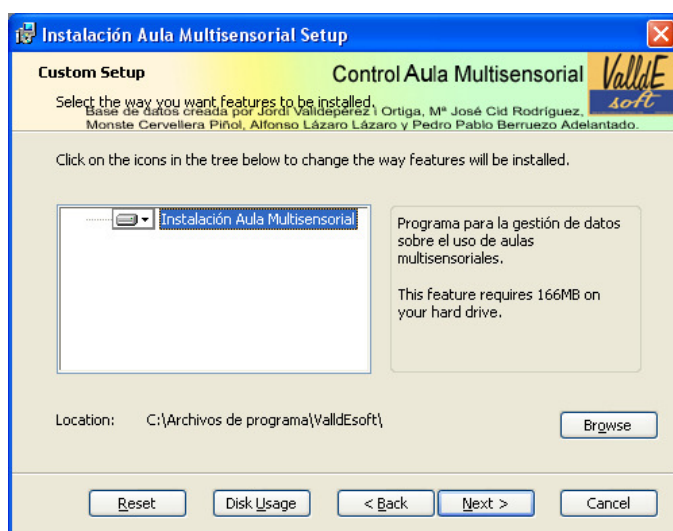 Instalación Aula Multisensorial Setup
Custom Setup
Control Aula Multisensorial
ValldE
soft
Select the way you want features to be installed.
Base de datos creada por Jordi Valldepérez i Ortiga, Mª José Cid Rodríguez,
Monste Cervellera Piñol, Alfonso Lázaro Lázaro y Pedro Pablo Berruezo Adelantado.
Click on the icons in the tree below to change the way features will be installed.
Instalación Aula Multisensorial
Programa para la gestión de datos
sobre el uso de aulas
multisensoriales.
This feature requires 166MB on
your hard drive.
Location: C:\Archivos de programa\ValldEsoft\
Browse
Reset
Disk Usage
< Back
Next >
Cancel